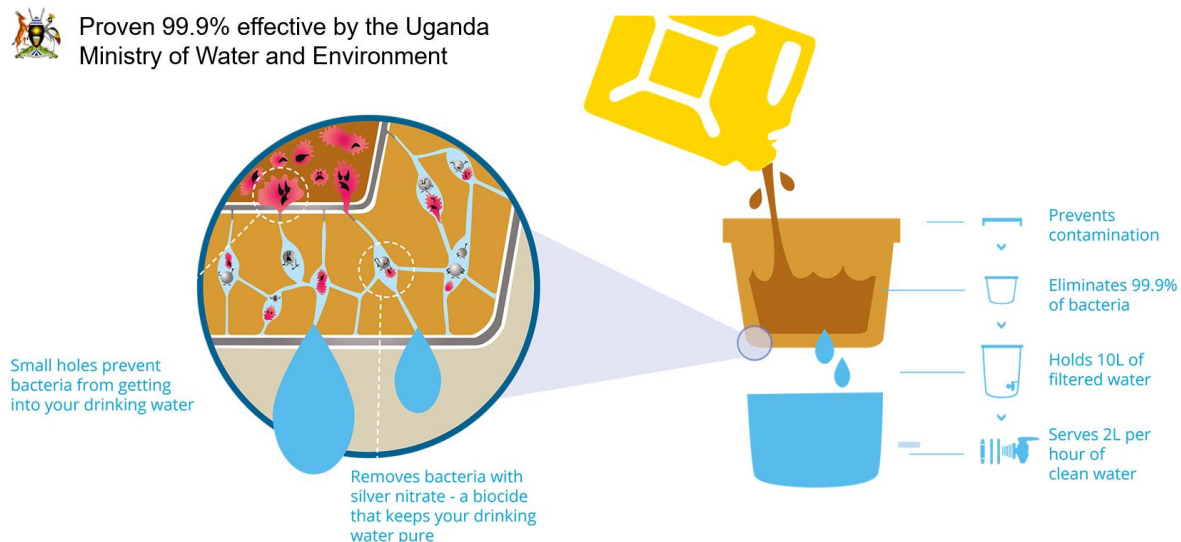 Proven 99.9% effective by the Uganda
Ministry of Water and Environment
Small holes prevent
bacteria from getting
into your drinking water
Removes bacteria with
silver nitrate - a biocide
that keeps your drinking
water pure
Prevents
contamination
Eliminates 99.9%
of bacteria
Holds 10L of
filtered water
Serves 2L per
hour of
clean water